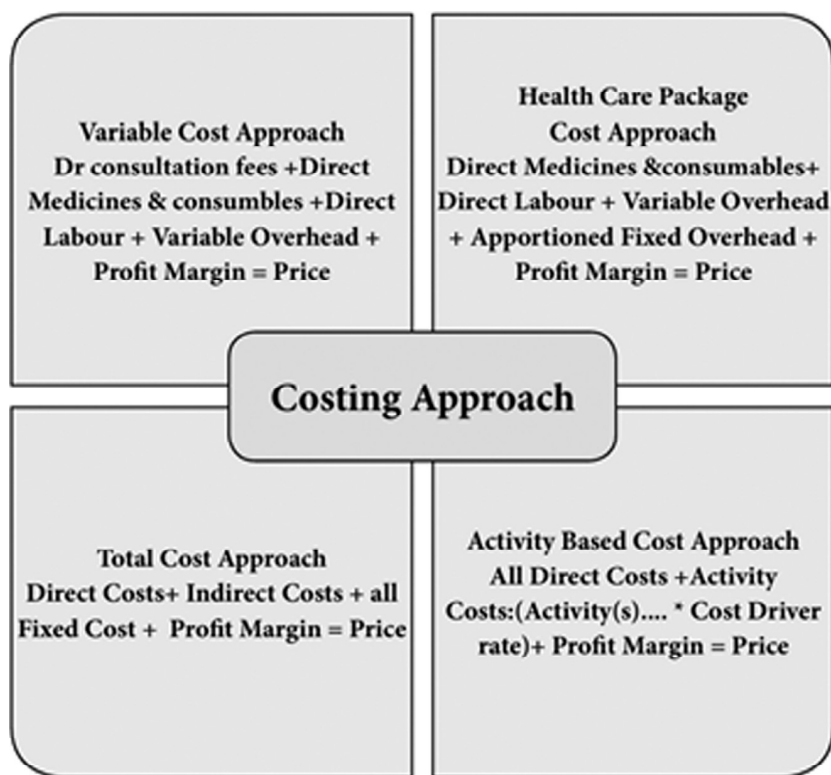 Variable Cost Approach
Dr consultation fees +Direct
Medicines & consumbles +Direct
Labour + Variable Overhead +
Profit Margin = Price
Health Care Package
Cost Approach
Direct Medicines &consumables+
Direct Labour + Variable Overhead
+ Apportioned Fixed Overhead +
Profit Margin = Price
Costing Approach
Total Cost Approach
Direct Costs+ Indirect Costs + all
Fixed Cost + Profit Margin = Price
Activity Based Cost Approach
All Direct Costs +Activity
Costs:(Activity(s).... * Cost Driver
rate)+ Profit Margin = Price